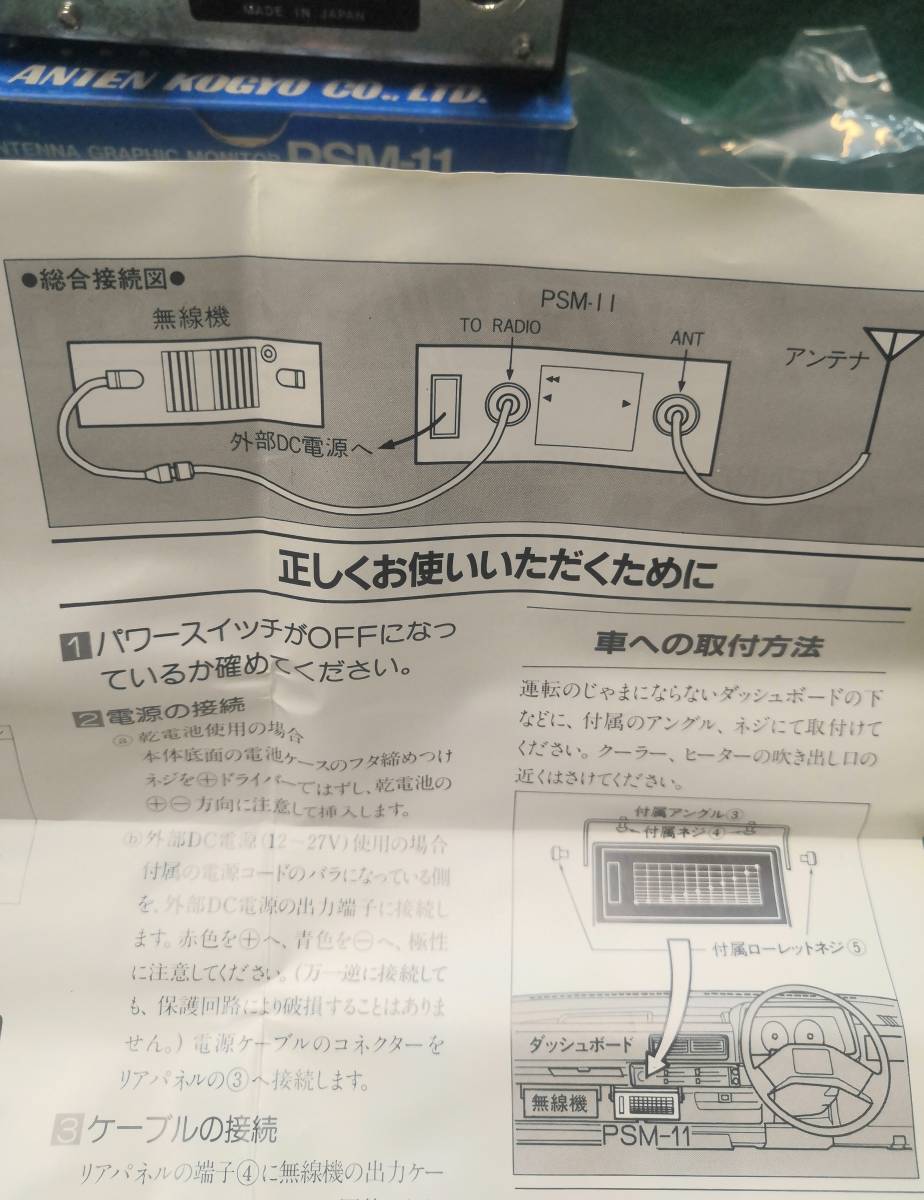 MADE IN JAPAN
ANTEN KOGYO CO., LTD.
NTENNA GRAPHIC MONITOR PSM-11
●総合接続図●
PSM-11
無線機
TO RADIO
ANT
アンテナ
外部DC電源へ
正しくお使いいただくために
1 パワースイッチがOFFになっ
ているか確めてください。
2 電源の接続
ⓐ 乾電池使用の場合
本体底面の電池ケースのフタ締めつけ
ネジを⊕ドライバーではずし、乾電池の
⊕⊖方向に注意して挿入します。
ⓑ 外部DC電源(12〜27V)使用の場合
付属の電源コードのバラになっている側
を、外部DC電源の出力端子に接続し
ます。赤色を⊕へ、青色を⊖へ、極性
に注意してください。(万一逆に接続して
も、保護回路により破損することはありま
せん。) 電源ケーブルのコネクターを
リアパネルの③へ接続します。
3 ケーブルの接続
リアパネルの端子④に無線機の出力ケー
車への取付方法
運転のじゃまにならないダッシュボードの下
などに、付属のアングル、ネジにて取付けて
ください。クーラー、ヒーターの吹き出し口の
近くはさけてください。
付属アングル③
付属ネジ④
付属ローレットネジ⑤
ダッシュボード
無線機
PSM-11